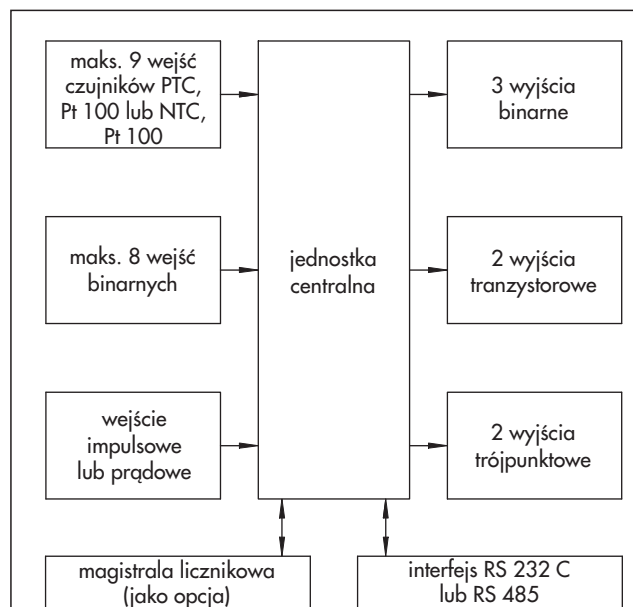 maks. 9 wejść
czujników PTC,
Pt 100 lub NTC,
Pt 100
maks. 8 wejść
binarnych
wejście
impulsowe
lub prądowe
jednostka
centralna
3 wyjścia
binarne
2 wyjścia
tranzystorowe
2 wyjścia
trójpunktowe
magistrala licznikowa
(jako opcja)
interfejs RS 232 C
lub RS 485